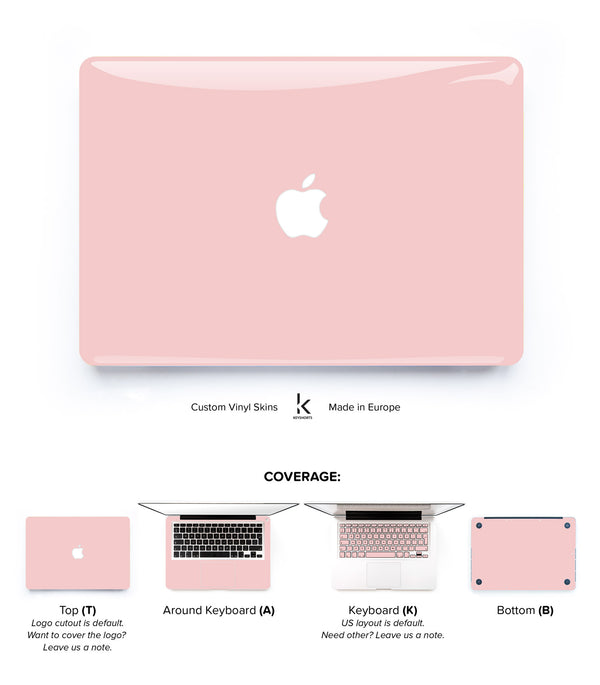 Custom Vinyl Skins
KEYSHORTS
Made in Europe
COVERAGE:
Top (T)
Logo cutout is default.
Want to cover the logo?
Leave us a note.
Around Keyboard (A)
Keyboard (K)
US layout is default.
Need other? Leave us a note.
Bottom (B)